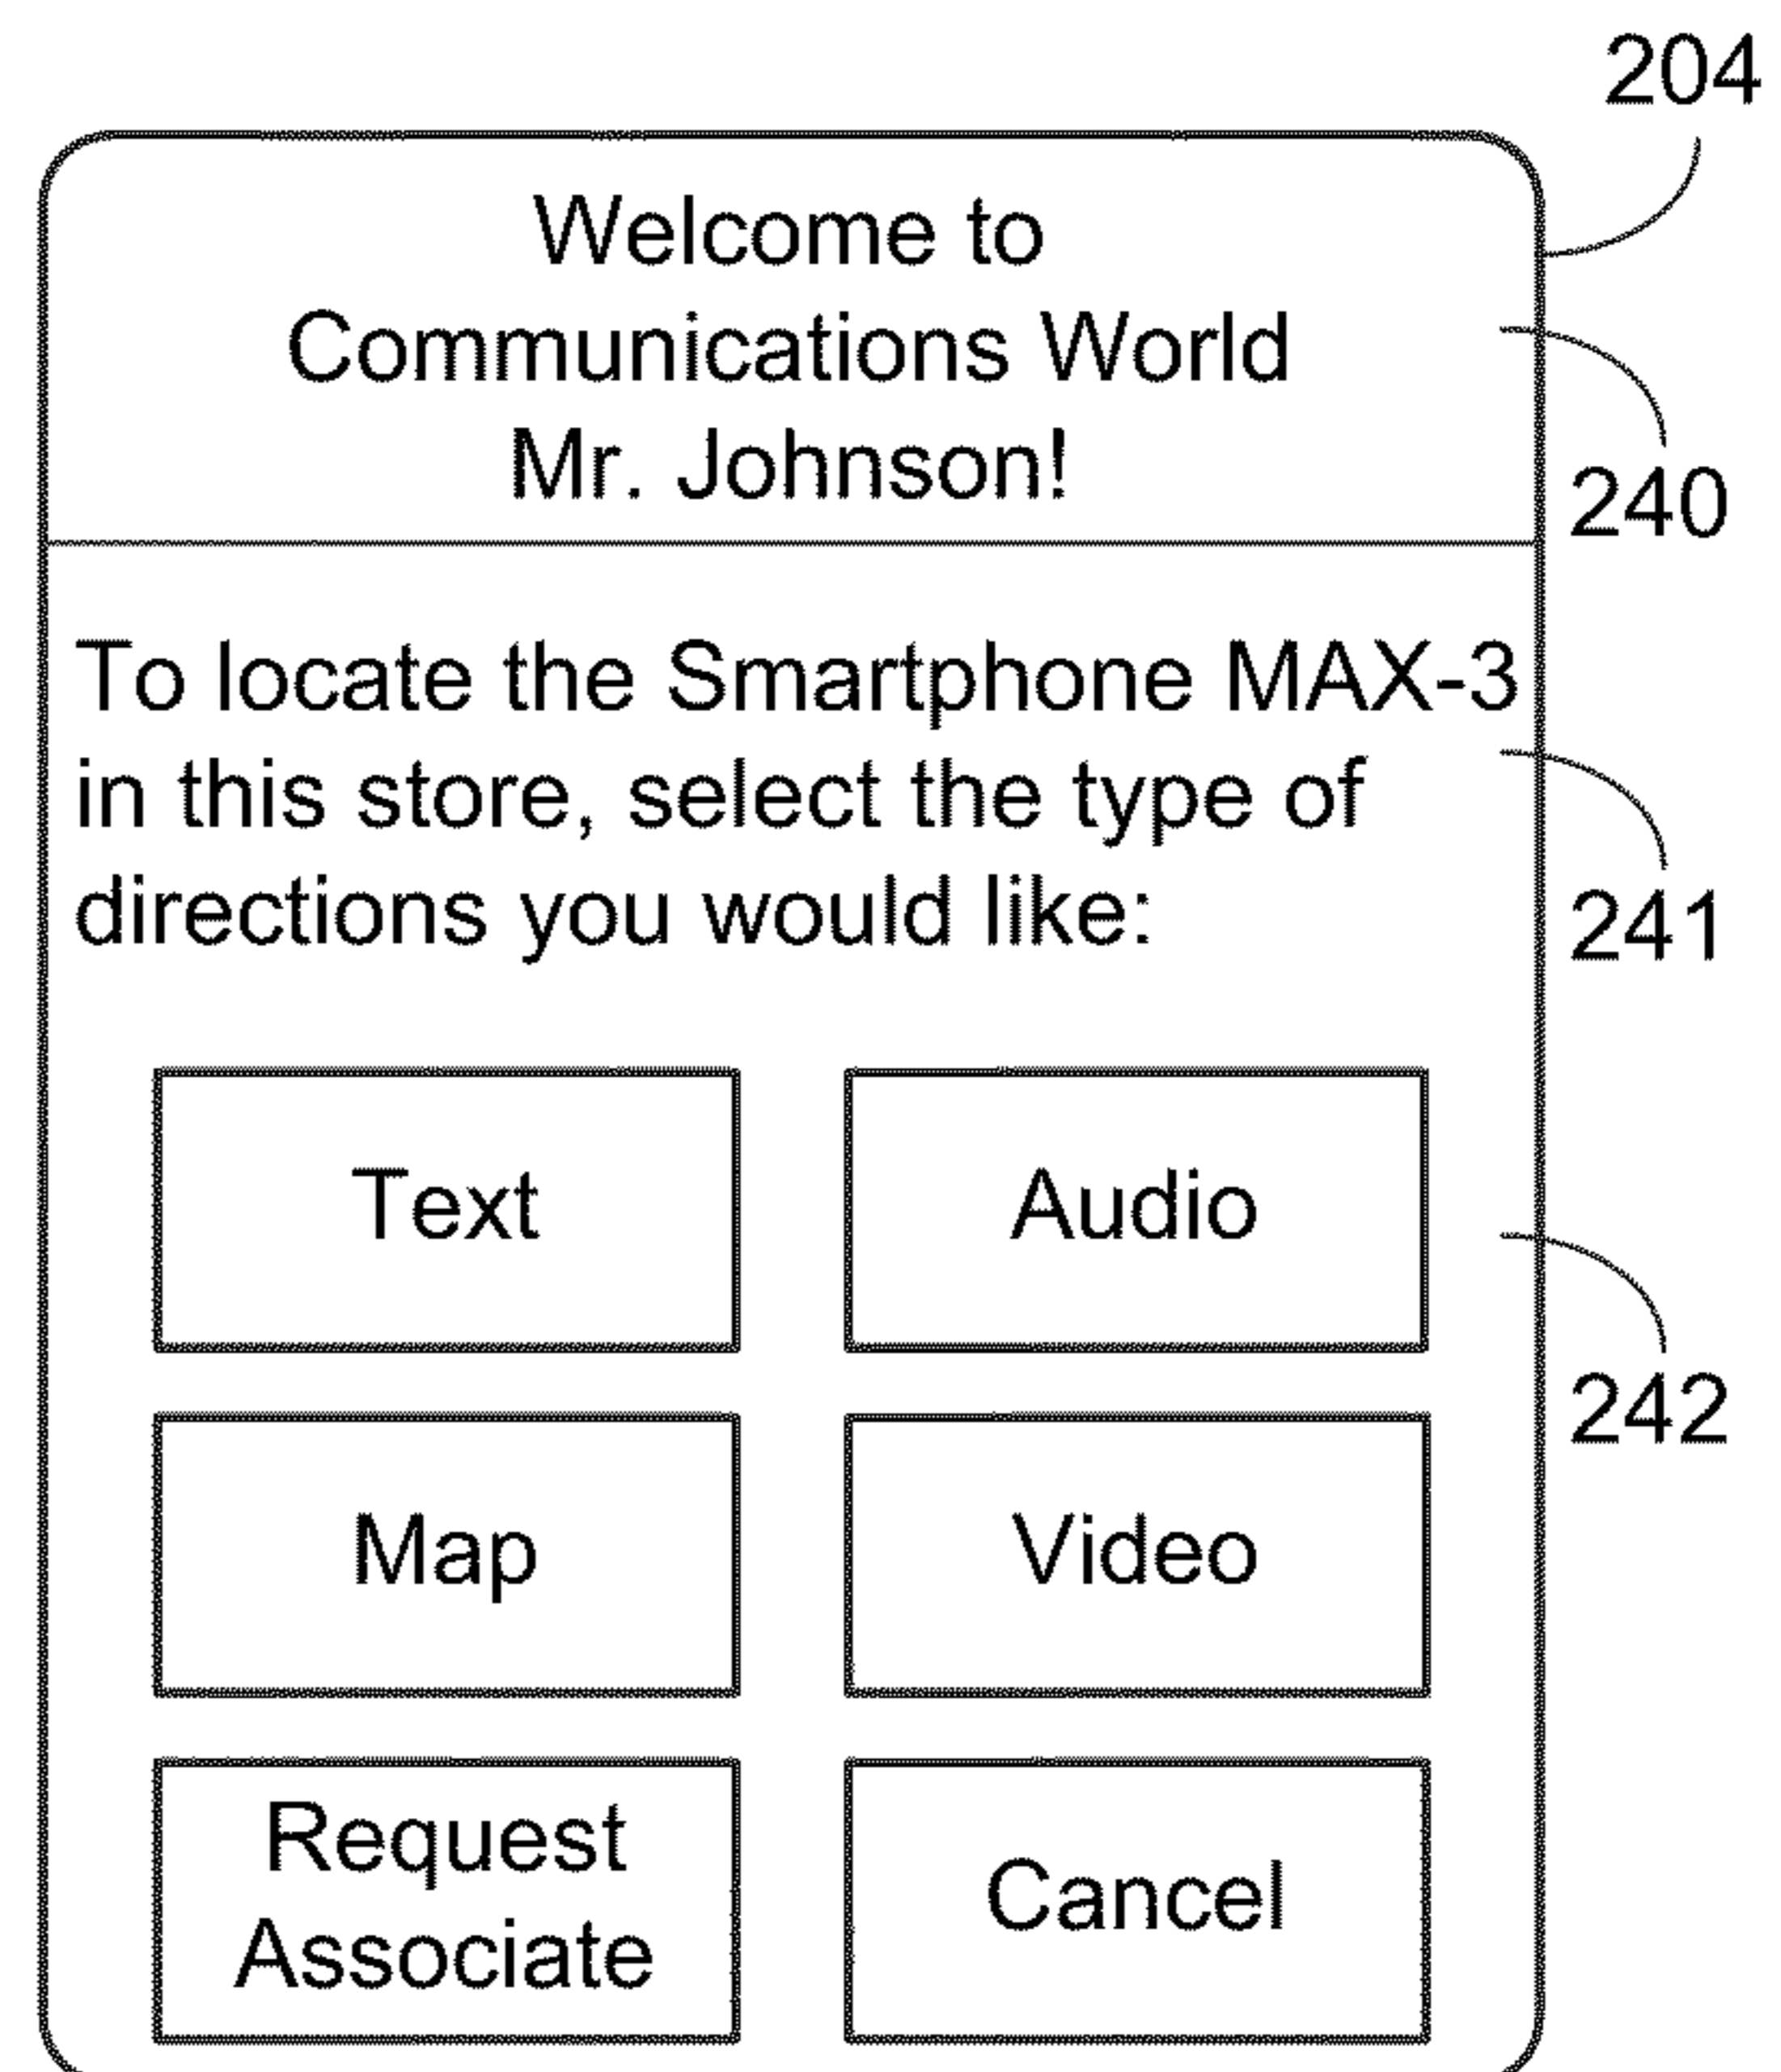 204
Welcome to
Communications World
Mr. Johnson!
240
To locate the Smartphone MAX-3
in this store, select the type of
directions you would like:
241
Text
Audio
242
Map
Video
Request
Associate
Cancel